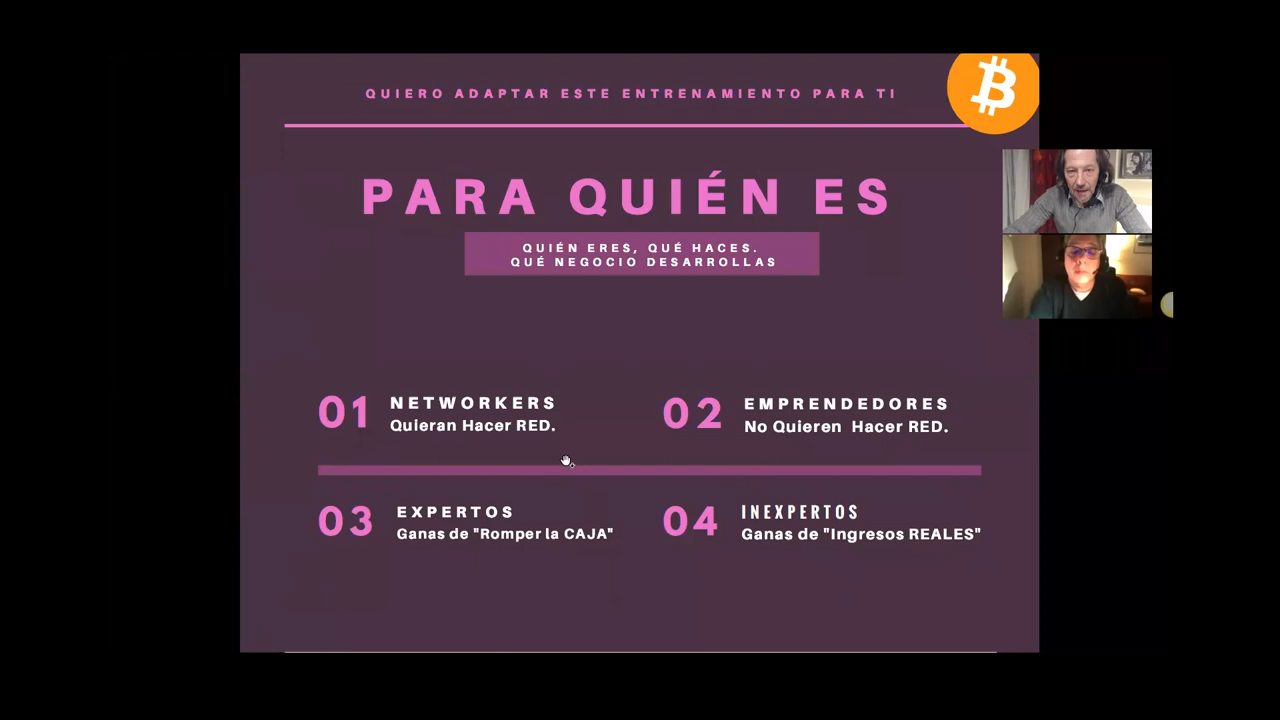 QUIERO ADAPTAR ESTE ENTRENAMIENTO PARA TI
PARA QUIÉN ES
QUIÉN ERES, QUÉ HACES.
QUÉ NEGOCIO DESARROLLAS
01 NETWORKERS
Quieran Hacer RED.
02 EMPRENDEDORES
No Quieren Hacer RED.
03 EXPERTOS
Ganas de "Romper la CAJA"
04 INEXPERTOS
Ganas de "Ingresos REALES"